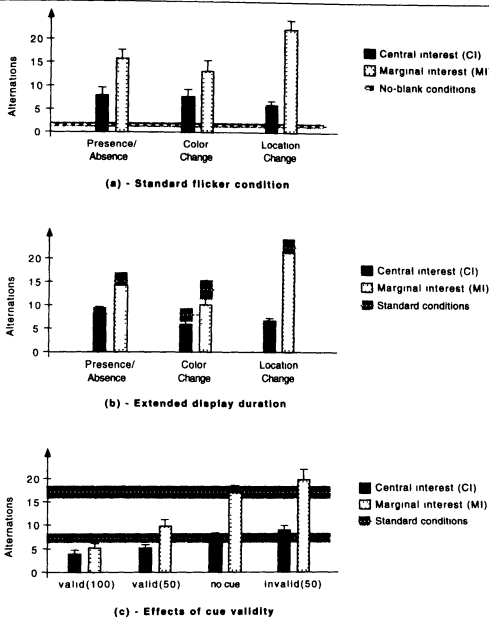 20
15
10
5
0
Alternations
Central interest (CI)
Marginal interest (MI)
No-blank conditions
Presence/
Absence
Color
Change
Location
Change
(a) - Standard flicker condition
20
15
10
5
0
Alternations
Central interest (CI)
Marginal interest (MI)
Standard conditions
Presence/
Absence
Color
Change
Location
Change
(b) - Extended display duration
20
15
10
5
0
Alternations
Central interest (CI)
Marginal interest (MI)
Standard conditions
valid(100)
valid(50)
no cue
invalid(50)
(c) - Effects of cue validity